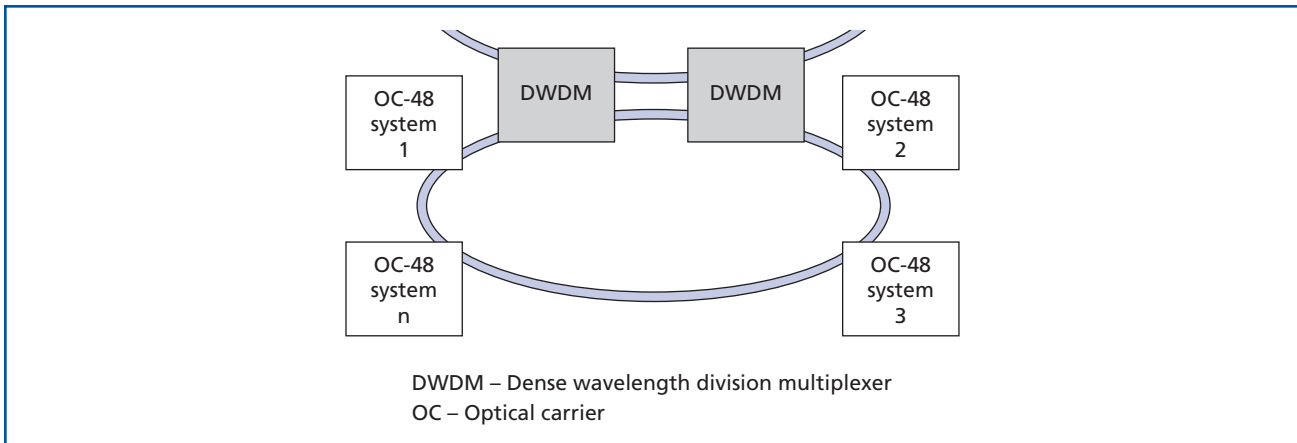 DWDM
DWDM
OC-48
system
1
OC-48
system
2
OC-48
system
n
OC-48
system
3
DWDM – Dense wavelength division multiplexer
OC – Optical carrier